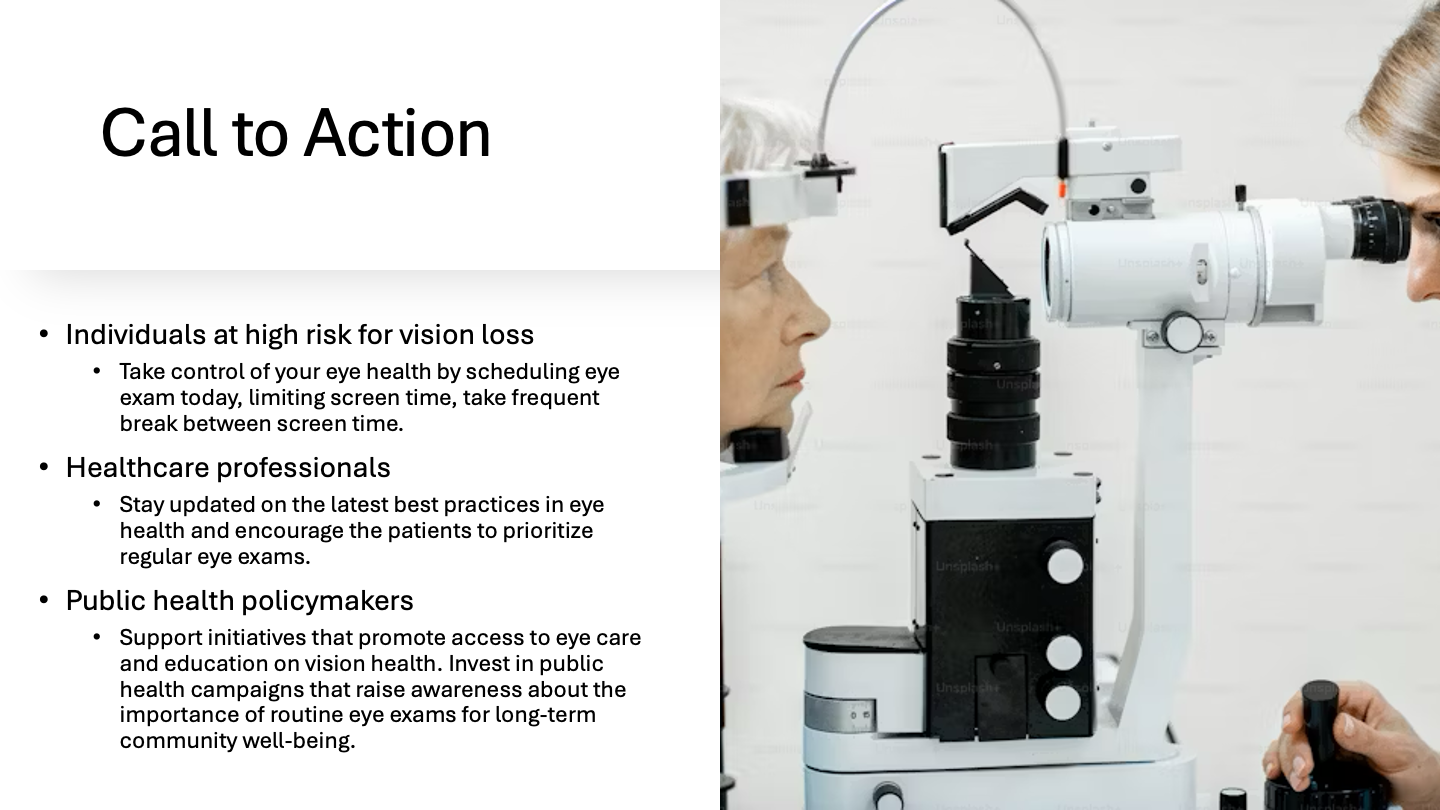 Call to Action
• Individuals at high risk for vision loss
• Take control of your eye health by scheduling eye
exam today, limiting screen time, take frequent
break between screen time.
• Healthcare professionals
• Stay updated on the latest best practices in eye
health and encourage the patients to prioritize
regular eye exams.
• Public health policymakers
• Support initiatives that promote access to eye care
and education on vision health. Invest in public
health campaigns that raise awareness about the
importance of routine eye exams for long-term
community well-being.
Unsplash+
Unsplash+
Unsplash+
Unsplash+
Unsplash+